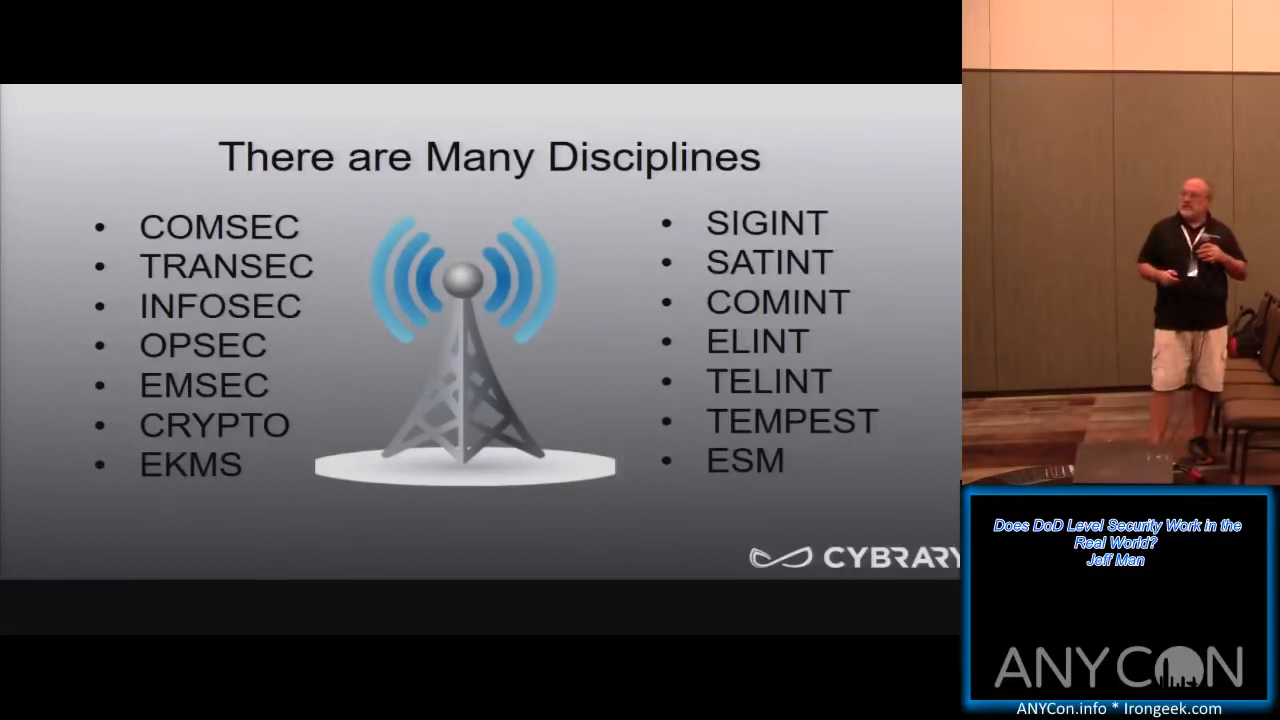 There are Many Disciplines
• COMSEC
• TRANSEC
• INFOSEC
• OPSEC
• EMSEC
• CRYPTO
• EKMS
• SIGINT
• SATINT
• COMINT
• ELINT
• TELINT
• TEMPEST
• ESM
CYBRARY
Does DoD Level Security Work in the
Real World?
Jeff Man
ANYCON
ANYCon.info * Irongeek.com